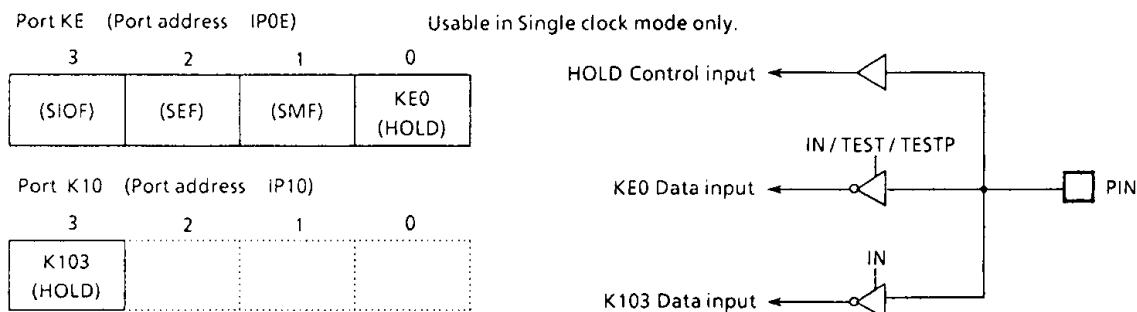 Port KE (Port address IP0E)
Usable in Single clock mode only.
3 2 1 0
(SIOF) (SEF) (SMF) KE0
(HOLD)
Port K10 (Port address IP10)
3 2 1 0
K103
(HOLD)
HOLD Control input
IN / TEST / TESTP
KE0 Data input
PIN
IN
K103 Data input